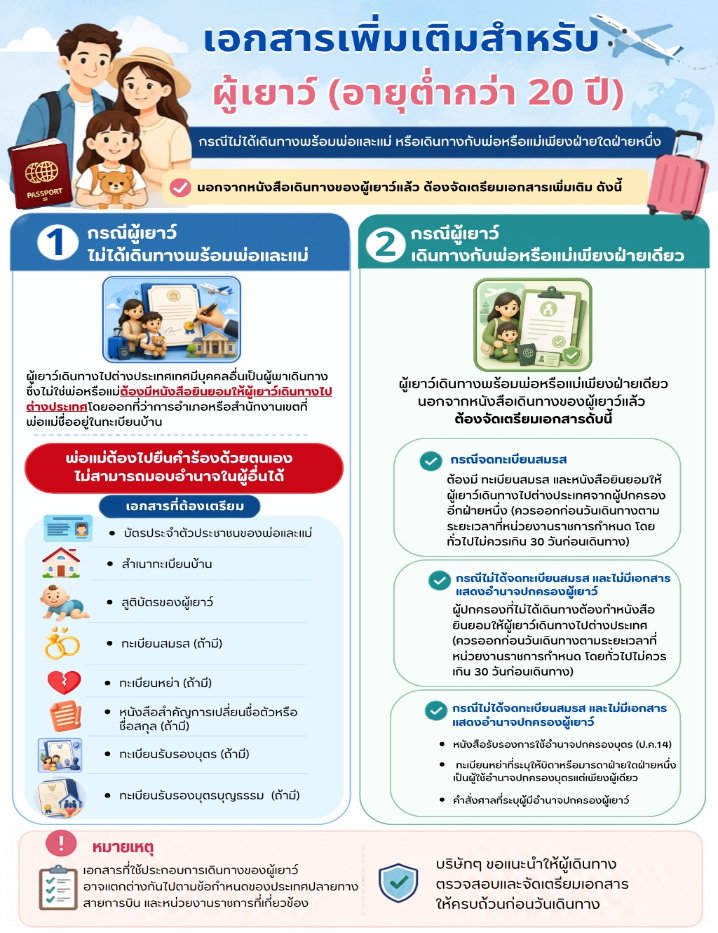 เอกสารเพิ่มเติมสำหรับ
ผู้เยาว์ (อายุต่ำกว่า 20 ปี)
กรณีไม่ได้เดินทางพร้อมพ่อและแม่ หรือเดินทางกับพ่อหรือแม่เพียงฝ่ายใดฝ่ายหนึ่ง
PASSPORT
นอกจากหนังสือเดินทางของผู้เยาว์แล้ว ต้องจัดเตรียมเอกสารเพิ่มเติม ดังนี้
1
กรณีผู้เยาว์
ไม่ได้เดินทางพร้อมพ่อและแม่
ผู้เยาว์เดินทางไปต่างประเทศเทศมีบุคคลอื่นเป็นผู้พาเดินทาง
ซึ่งไม่ใช่พ่อหรือแม่ต้องมีหนังสือยินยอมให้ผู้เยาว์เดินทางไป
ต่างประเทศโดยออกที่ว่าการอำเภอหรือสำนักงานเขตที่
พ่อแม่ชื่ออยู่ในทะเบียนบ้าน
พ่อแม่ต้องไปยืนคำร้องด้วยตนเอง
ไม่สามารถมอบอำนาจในผู้อื่นได้
เอกสารที่ต้องเตรียม
• บัตรประจำตัวประชาชนของพ่อและแม่
• สำเนาทะเบียนบ้าน
• สูติบัตรของผู้เยาว์
• ทะเบียนสมรส (ถ้ามี)
• ทะเบียนหย่า (ถ้ามี)
• หนังสือสำคัญการเปลี่ยนชื่อตัวหรือ
ชื่อสกุล (ถ้ามี)
• ทะเบียนรับรองบุตร (ถ้ามี)
• ทะเบียนรับรองบุตรบุญธรรม (ถ้ามี)
2
กรณีผู้เยาว์
เดินทางกับพ่อหรือแม่เพียงฝ่ายเดียว
ผู้เยาว์เดินทางพร้อมพ่อหรือแม่เพียงฝ่ายเดียว
นอกจากหนังสือเดินทางของผู้เยาว์แล้ว
ต้องจัดเตรียมเอกสารดับนี้
กรณีจดทะเบียนสมรส
ต้องมี ทะเบียนสมรส และหนังสือยินยอมให้
ผู้เยาว์เดินทางไปต่างประเทศจากผู้ปกครอง
อีกฝ่ายหนึ่ง (ควรออกก่อนวันเดินทางตาม
ระยะเวลาที่หน่วยงานราชการกำหนด โดย
ทั่วไปไม่ควรเกิน 30 วันก่อนเดินทาง)
กรณีไม่ได้จดทะเบียนสมรส และไม่มีเอกสาร
แสดงอำนาจปกครองผู้เยาว์
ผู้ปกครองที่ไม่ได้เดินทางต้องทำหนังสือ
ยินยอมให้ผู้เยาว์เดินทางไปต่างประเทศ
(ควรออกก่อนวันเดินทางตามระยะเวลาที่
หน่วยงานราชการกำหนด โดยทั่วไปไม่ควร
เกิน 30 วันก่อนเดินทาง)
กรณีไม่ได้จดทะเบียนสมรส และไม่มีเอกสาร
แสดงอำนาจปกครองผู้เยาว์
• หนังสือรับรองการใช้อำนาจปกครองบุตร (ป.ค.14)
• ทะเบียนหย่าที่ระบุให้บิดาหรือมารดาฝ่ายใดฝ่ายหนึ่ง
เป็นผู้ใช้อำนาจปกครองบุตรแต่เพียงผู้เดียว
• คำสั่งศาลที่ระบุผู้มีอำนาจปกครองผู้เยาว์
!
หมายเหตุ
เอกสารที่ใช้ประกอบการเดินทางของผู้เยาว์
อาจแตกต่างกันไปตามข้อกำหนดของประเทศปลายทาง
สายการบิน และหน่วยงานราชการที่เกี่ยวข้อง
บริษัทฯ ขอแนะนำให้ผู้เดินทาง
ตรวจสอบและจัดเตรียมเอกสาร
ให้ครบถ้วนก่อนวันเดินทาง